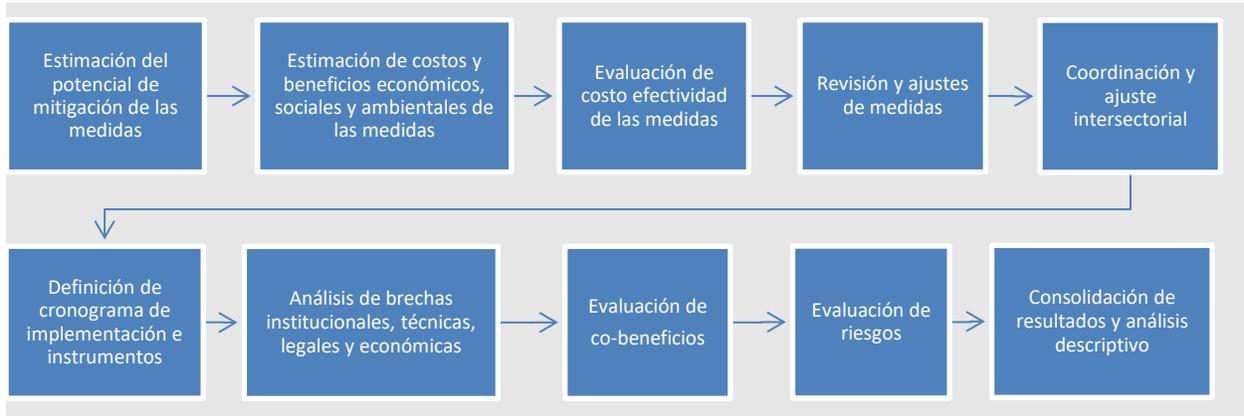 Estimación del
potencial de
mitigación de las
medidas
Estimación de costos y
beneficios económicos,
sociales y ambientales de
las medidas
Evaluación de
costo efectividad
de las medidas
Revisión y ajustes
de medidas
Coordinación y
ajuste
intersectorial
Definición de
cronograma de
implementación e
instrumentos
Análisis de brechas
institucionales, técnicas,
legales y económicas
Evaluación de
co-beneficios
Evaluación de
riesgos
Consolidación de
resultados y análisis
descriptivo